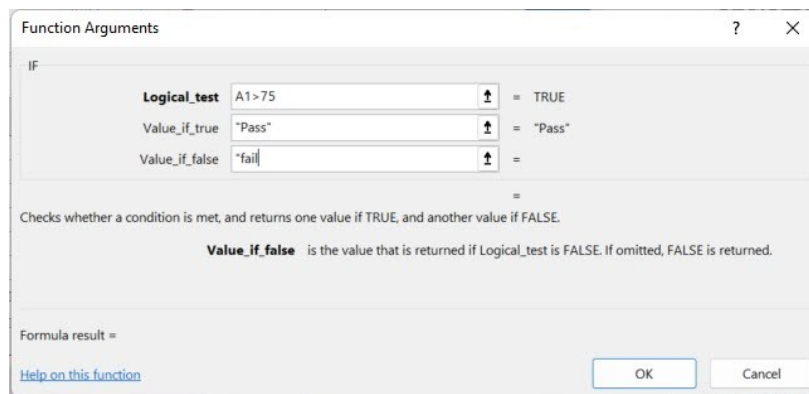 Function Arguments ? ×
IF
Logical_test A1>75 = TRUE
Value_if_true "Pass" = "Pass"
Value_if_false "fail =
=
Checks whether a condition is met, and returns one value if TRUE, and another value if FALSE.
Value_if_false is the value that is returned if Logical_test is FALSE. If omitted, FALSE is returned.
Formula result =
Help on this function OK Cancel